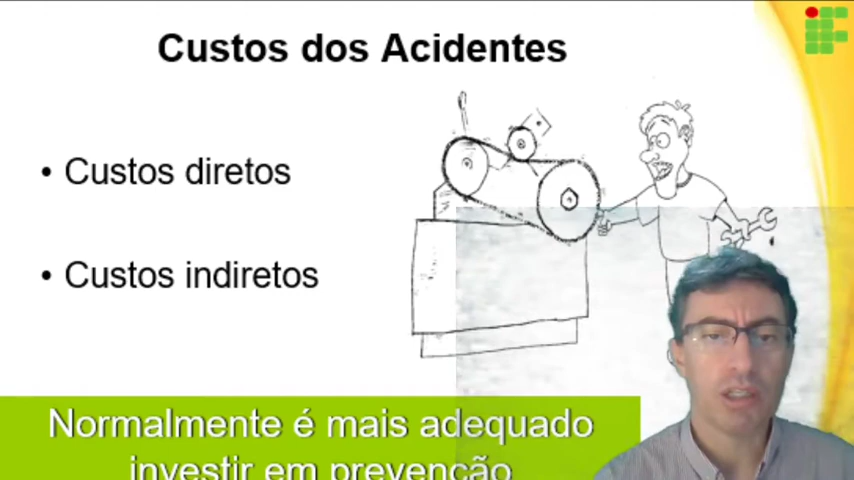 Custos dos Acidentes
• Custos diretos
• Custos indiretos
Normalmente é mais adequado
investir em prevenção